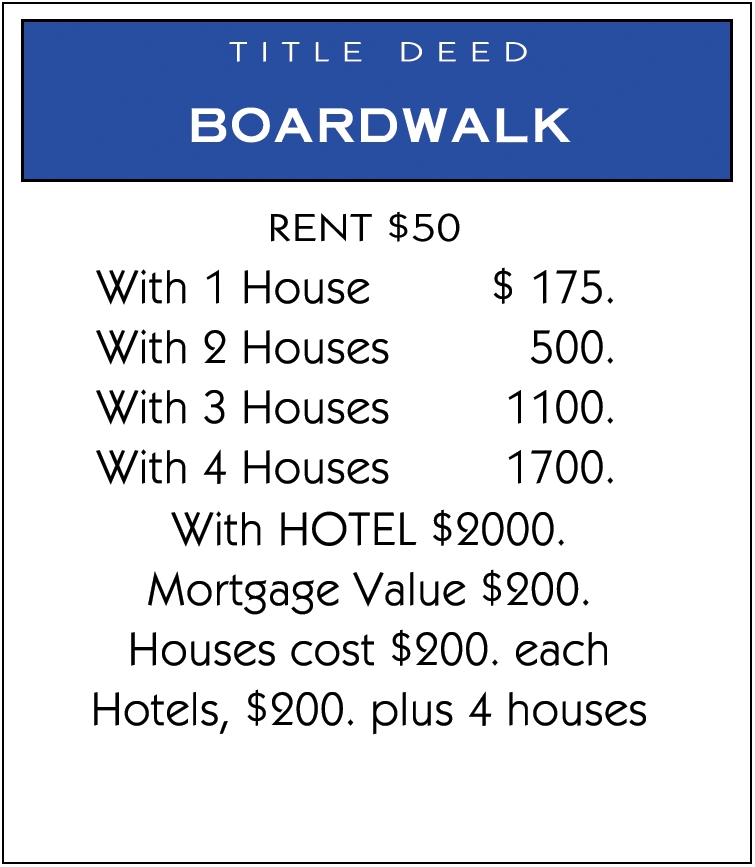 TITLE DEED
BOARDWALK
RENT $50
With 1 House $ 175.
With 2 Houses 500.
With 3 Houses 1100.
With 4 Houses 1700.
With HOTEL $2000.
Mortgage Value $200.
Houses cost $200. each
Hotels, $200. plus 4 houses